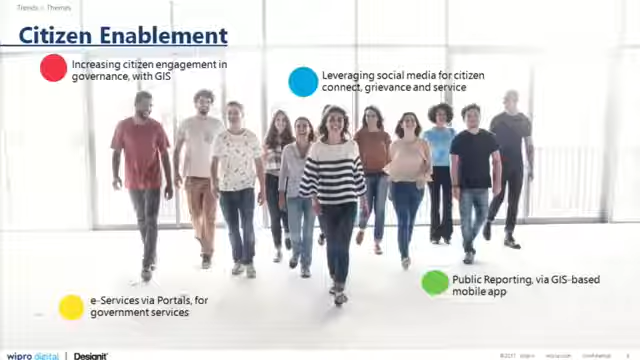 Trends & Themes
Citizen Enablement
Increasing citizen engagement in
governance, with GIS
Leveraging social media for citizen
connect, grievance and service
Public Reporting, via GIS-based
mobile app
e-Services via Portals, for
government services
wipro digital | Designit